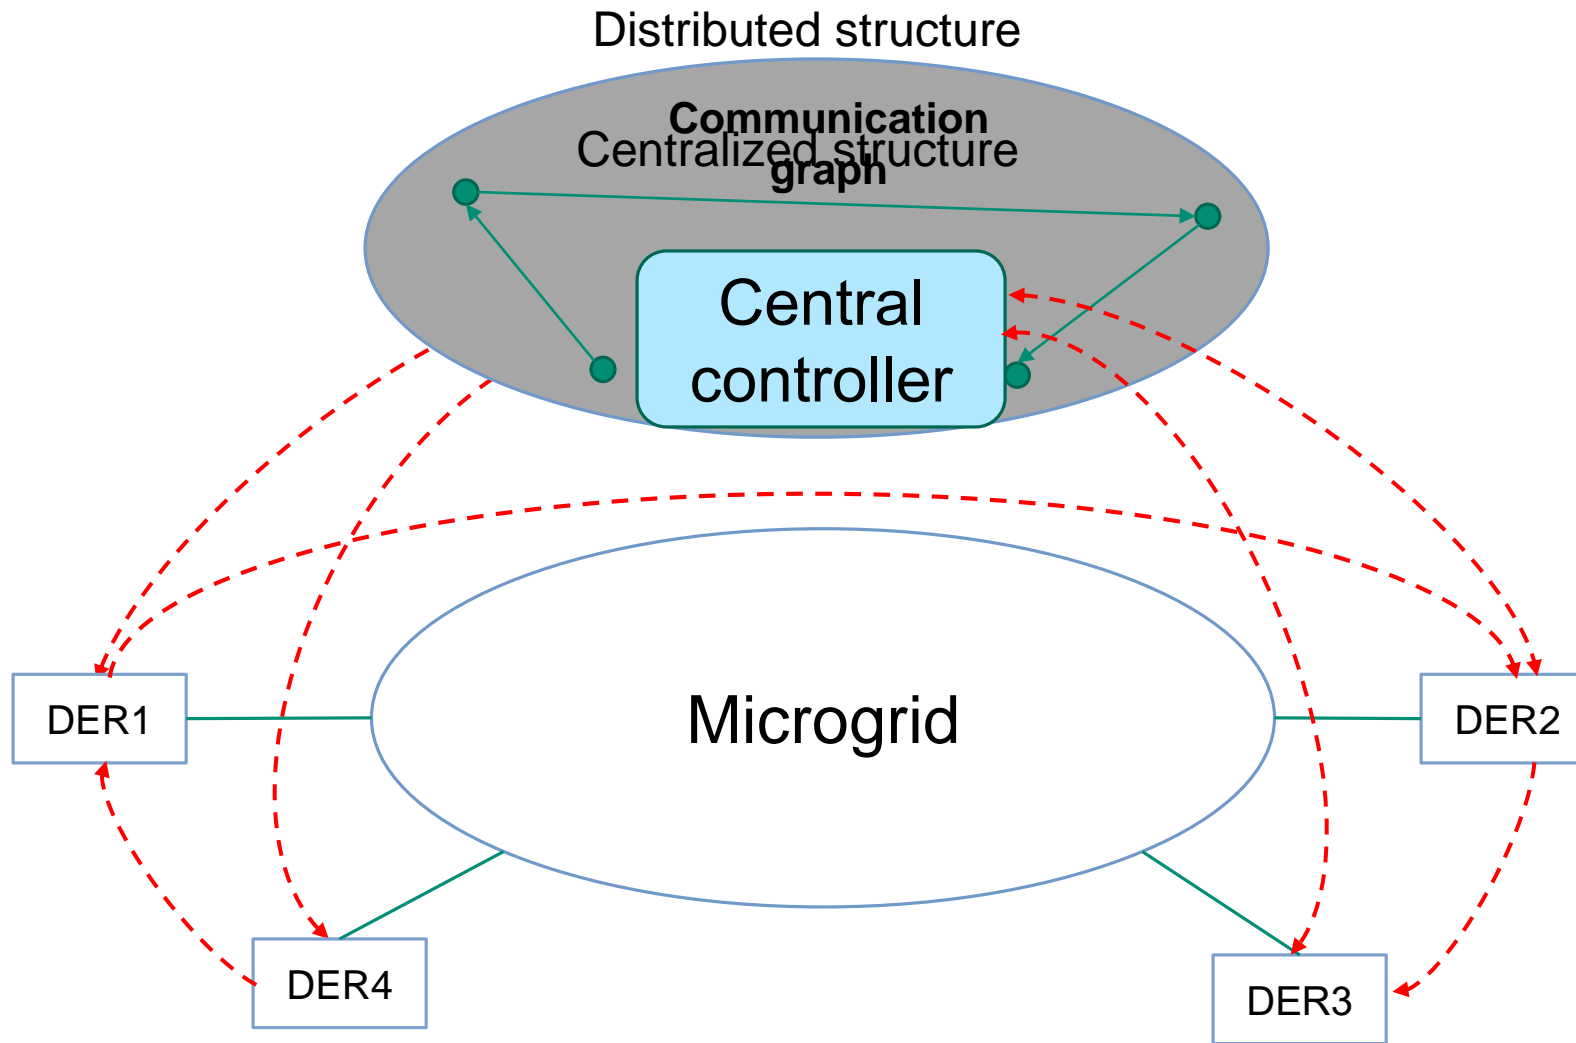 Distributed structure
Communication
Centralized structure
graph
Central
controller
Microgrid
DER1
DER2
DER4
DER3